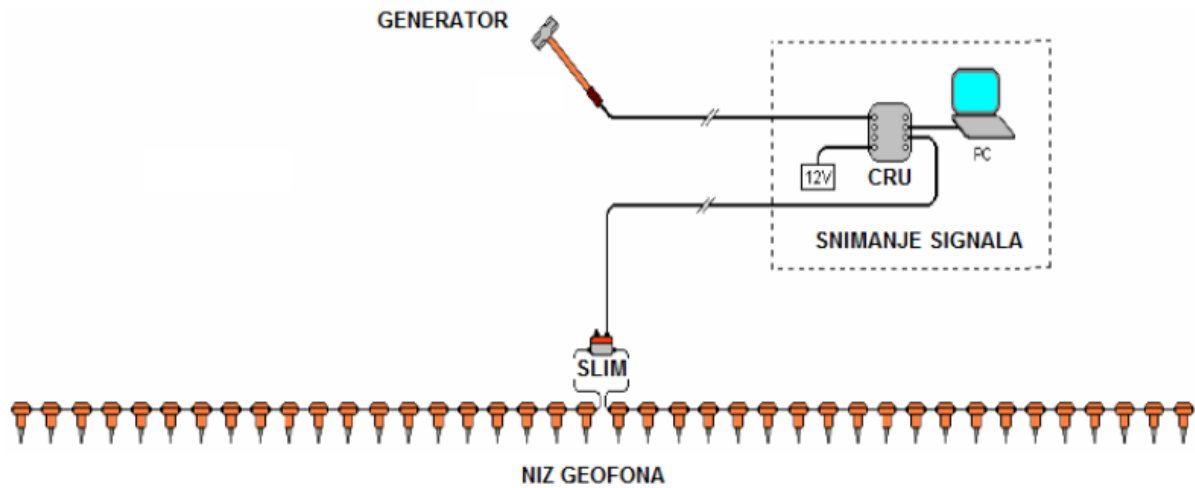 GENERATOR
PC
12V
CRU
SNIMANJE SIGNALA
SLIM
NIZ GEOFONA